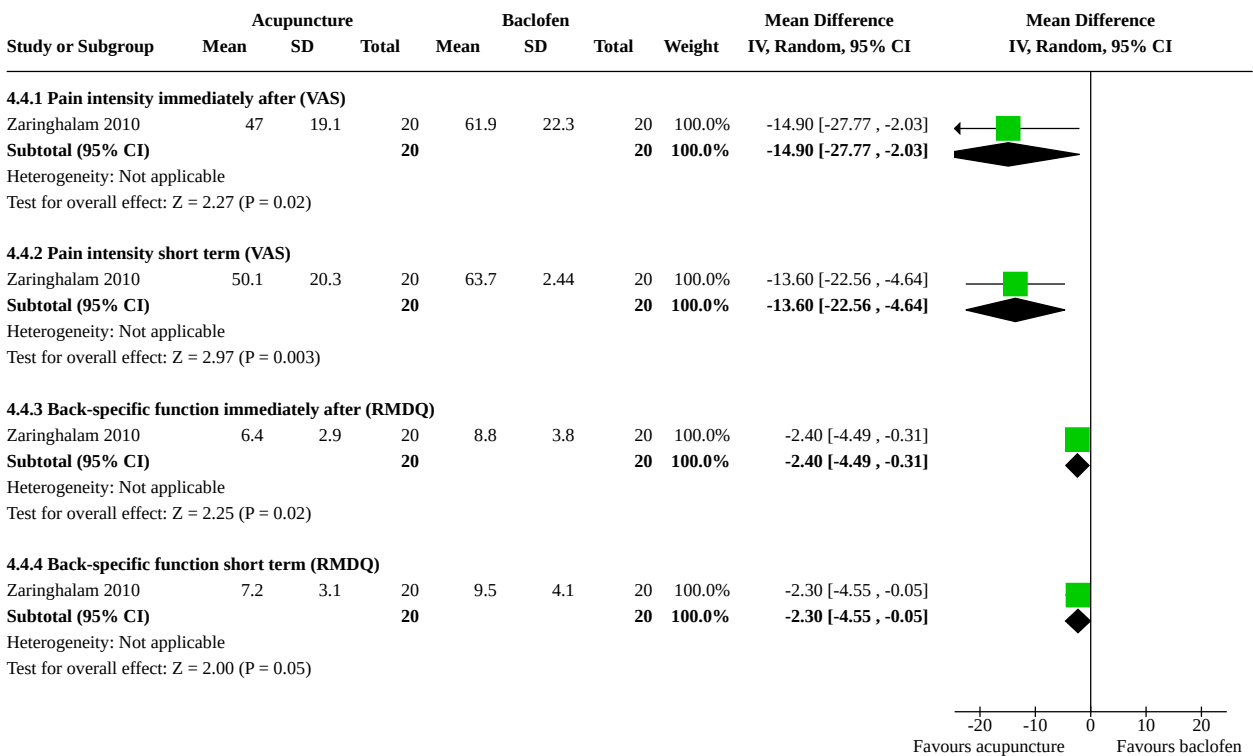 Acupuncture Baclofen Mean Difference Mean Difference
Study or Subgroup Mean SD Total Mean SD Total Weight IV, Random, 95% CI IV, Random, 95% CI
4.4.1 Pain intensity immediately after (VAS)
Zaringhalam 2010 47 19.1 20 61.9 22.3 20 100.0% -14.90 [-27.77 , -2.03]
Subtotal (95% CI) 20 20 100.0% -14.90 [-27.77 , -2.03]
Heterogeneity: Not applicable
Test for overall effect: Z = 2.27 (P = 0.02)
4.4.2 Pain intensity short term (VAS)
Zaringhalam 2010 50.1 20.3 20 63.7 2.44 20 100.0% -13.60 [-22.56 , -4.64]
Subtotal (95% CI) 20 20 100.0% -13.60 [-22.56 , -4.64]
Heterogeneity: Not applicable
Test for overall effect: Z = 2.97 (P = 0.003)
4.4.3 Back-specific function immediately after (RMDQ)
Zaringhalam 2010 6.4 2.9 20 8.8 3.8 20 100.0% -2.40 [-4.49 , -0.31]
Subtotal (95% CI) 20 20 100.0% -2.40 [-4.49 , -0.31]
Heterogeneity: Not applicable
Test for overall effect: Z = 2.25 (P = 0.02)
4.4.4 Back-specific function short term (RMDQ)
Zaringhalam 2010 7.2 3.1 20 9.5 4.1 20 100.0% -2.30 [-4.55 , -0.05]
Subtotal (95% CI) 20 20 100.0% -2.30 [-4.55 , -0.05]
Heterogeneity: Not applicable
Test for overall effect: Z = 2.00 (P = 0.05)
-20 -10 0 10 20
Favours acupuncture Favours baclofen